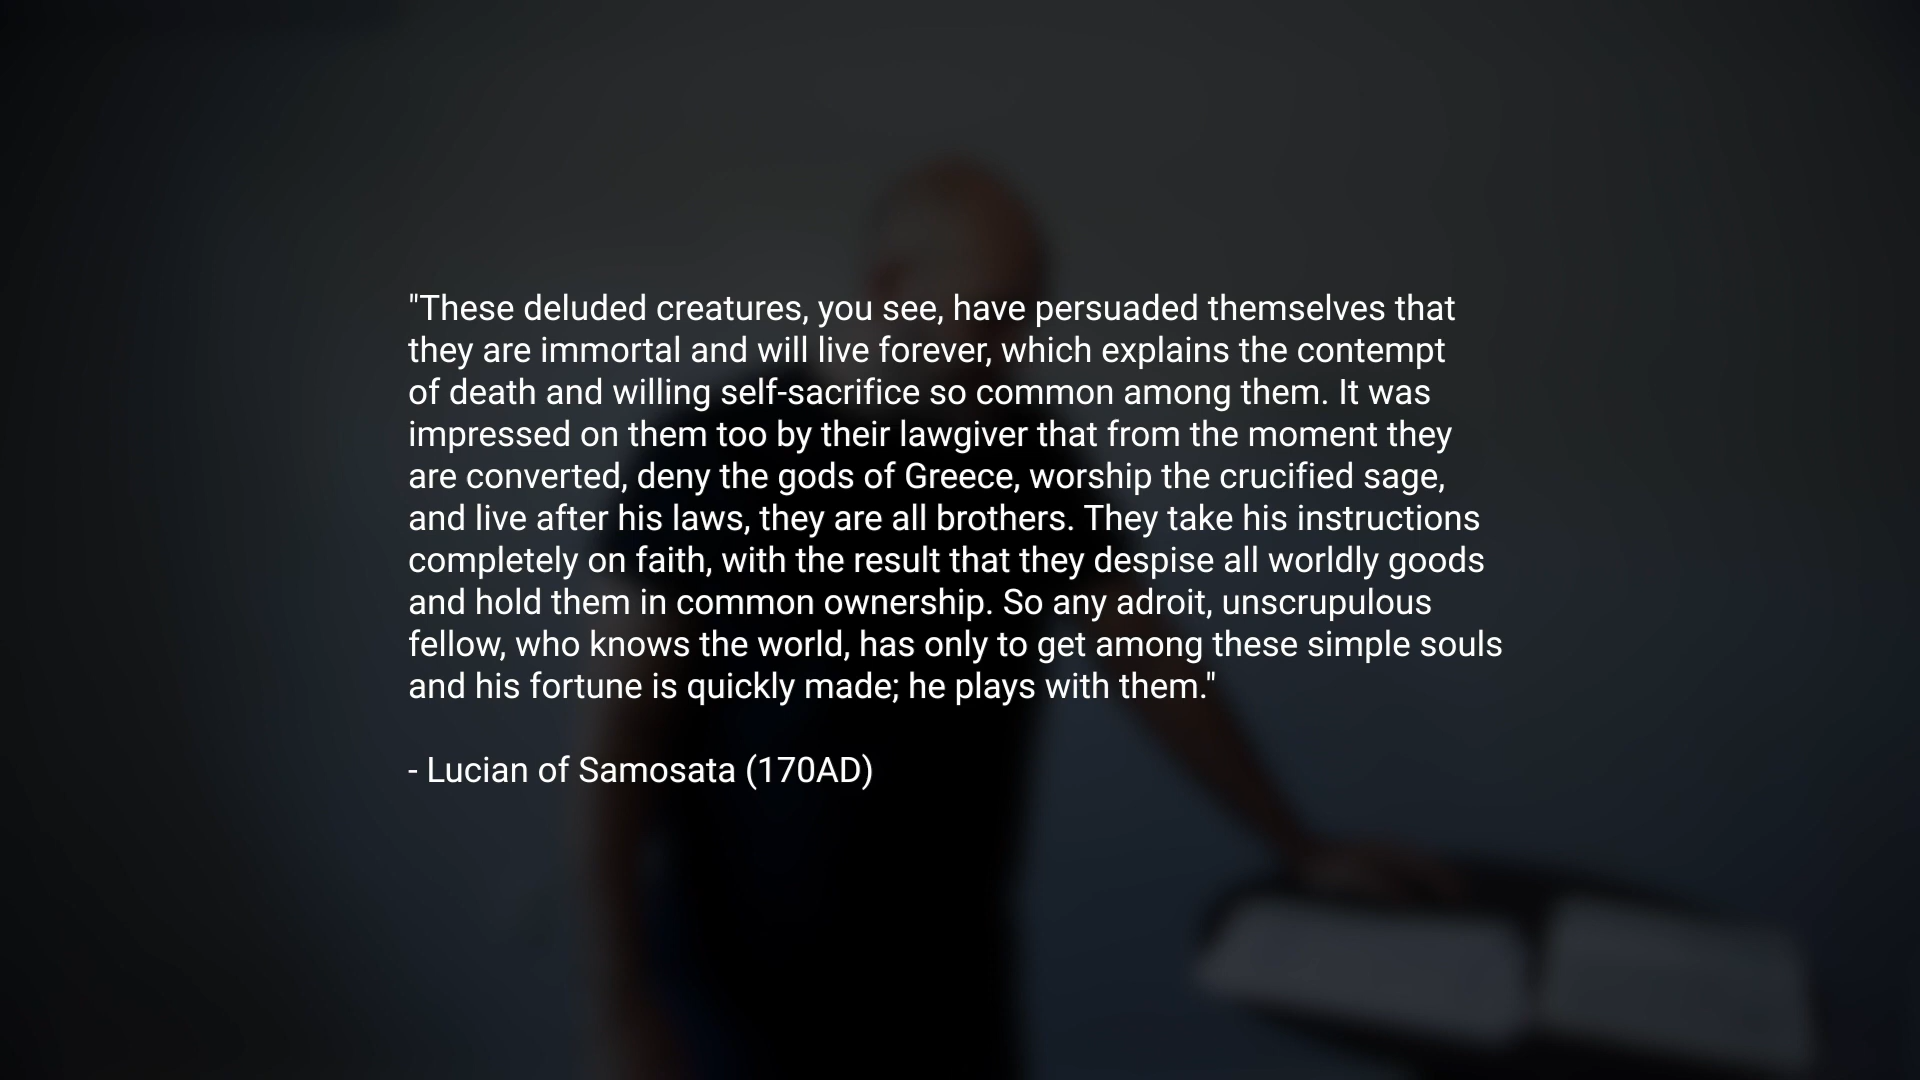 "These deluded creatures, you see, have persuaded themselves that
they are immortal and will live forever, which explains the contempt
of death and willing self-sacrifice so common among them. It was
impressed on them too by their lawgiver that from the moment they
are converted, deny the gods of Greece, worship the crucified sage,
and live after his laws, they are all brothers. They take his instructions
completely on faith, with the result that they despise all worldly goods
and hold them in common ownership. So any adroit, unscrupulous
fellow, who knows the world, has only to get among these simple souls
and his fortune is quickly made; he plays with them."
- Lucian of Samosata (170AD)